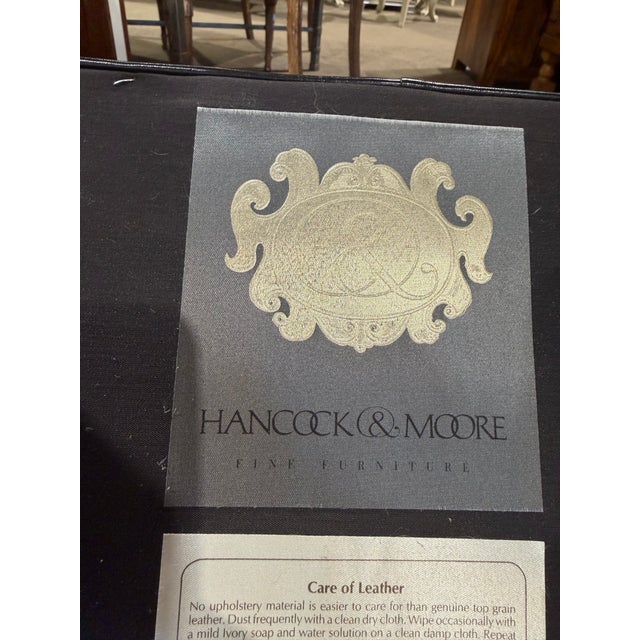 &
HANCOCK & MOORE
FINE FURNITURE
Care of Leather
No upholstery material is easier to care for than genuine top grain
leather. Dust frequently with a clean dry cloth. Wipe occasionally with
a mild Ivory soap and water solution on a clean damp cloth. Repeat